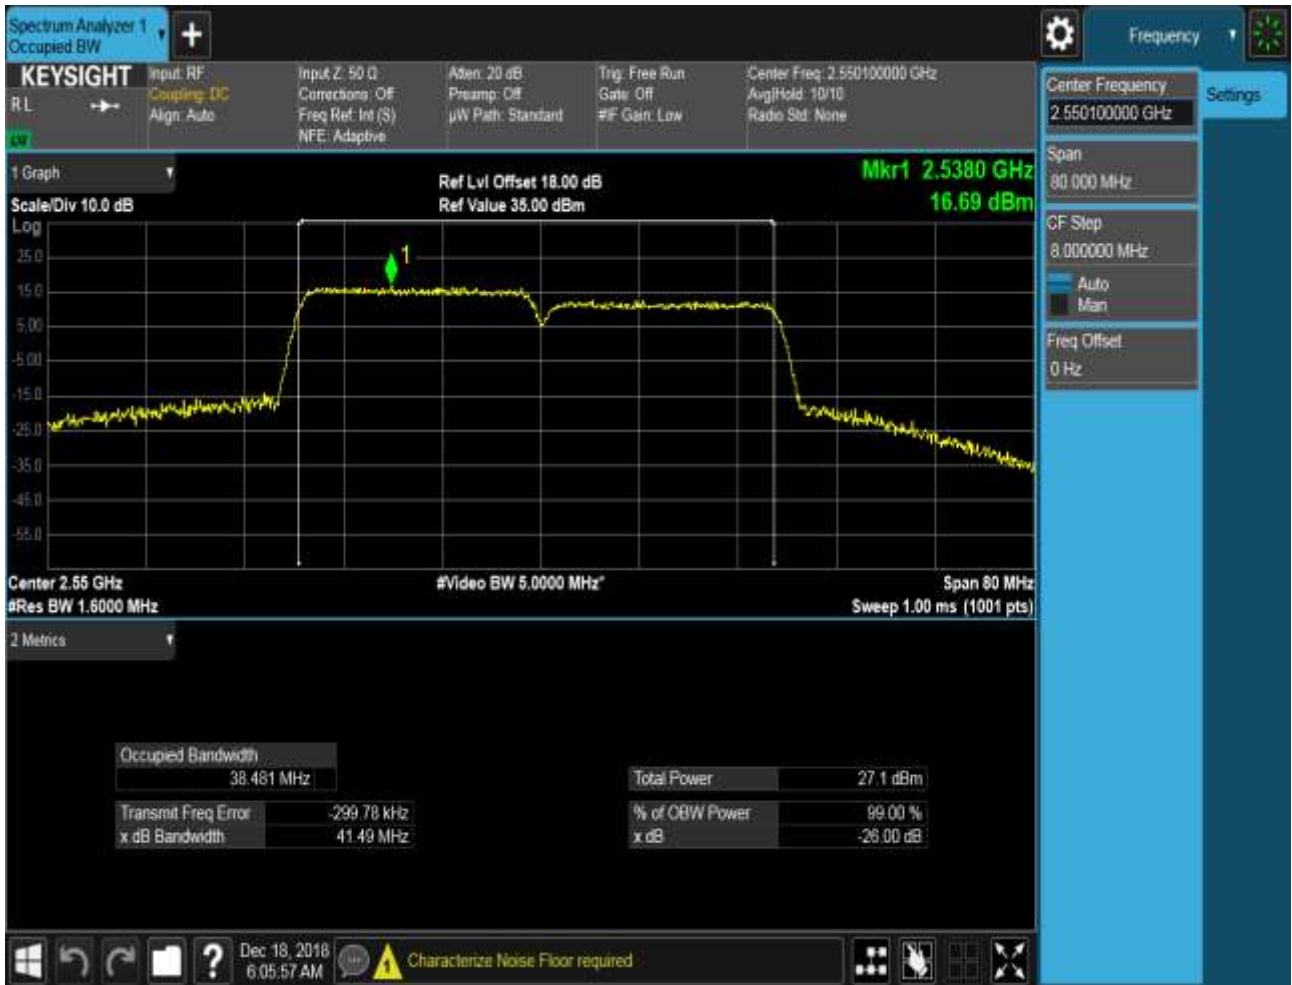 Spectrum Analyzer 1
Occupied BW
Frequency
KEYSIGHT
R L
Input: RF
Coupling: DC
Align: Auto
Input Z: 50 Ω
Corrections: Off
Freq Ref: Int (S)
NFE: Adaptive
Atten: 20 dB
Preamp: Off
µW Path: Standard
Trig: Free Run
Gate: Off
#IF Gain: Low
Center Freq: 2.550100000 GHz
Avg|Hold: 10/10
Radio Std: None
Center Frequency
2.550100000 GHz
Settings
Span
80.000 MHz
CF Step
8.000000 MHz
Auto
Man
Freq Offset
0 Hz
1 Graph
Scale/Div 10.0 dB
Ref Lvl Offset 18.00 dB
Ref Value 35.00 dBm
Mkr1 2.5380 GHz
16.69 dBm
Log
25.0
15.0
5.00
-5.00
-15.0
-25.0
-35.0
-45.0
-55.0
1
Center 2.55 GHz
#Res BW 1.6000 MHz
#Video BW 5.0000 MHz*
Span 80 MHz
Sweep 1.00 ms (1001 pts)
2 Metrics
Occupied Bandwidth
38.481 MHz
Transmit Freq Error -299.78 kHz
x dB Bandwidth 41.49 MHz
Total Power 27.1 dBm
% of OBW Power 99.00 %
x dB -26.00 dB
Dec 18, 2018
6:05:57 AM
Characterize Noise Floor required